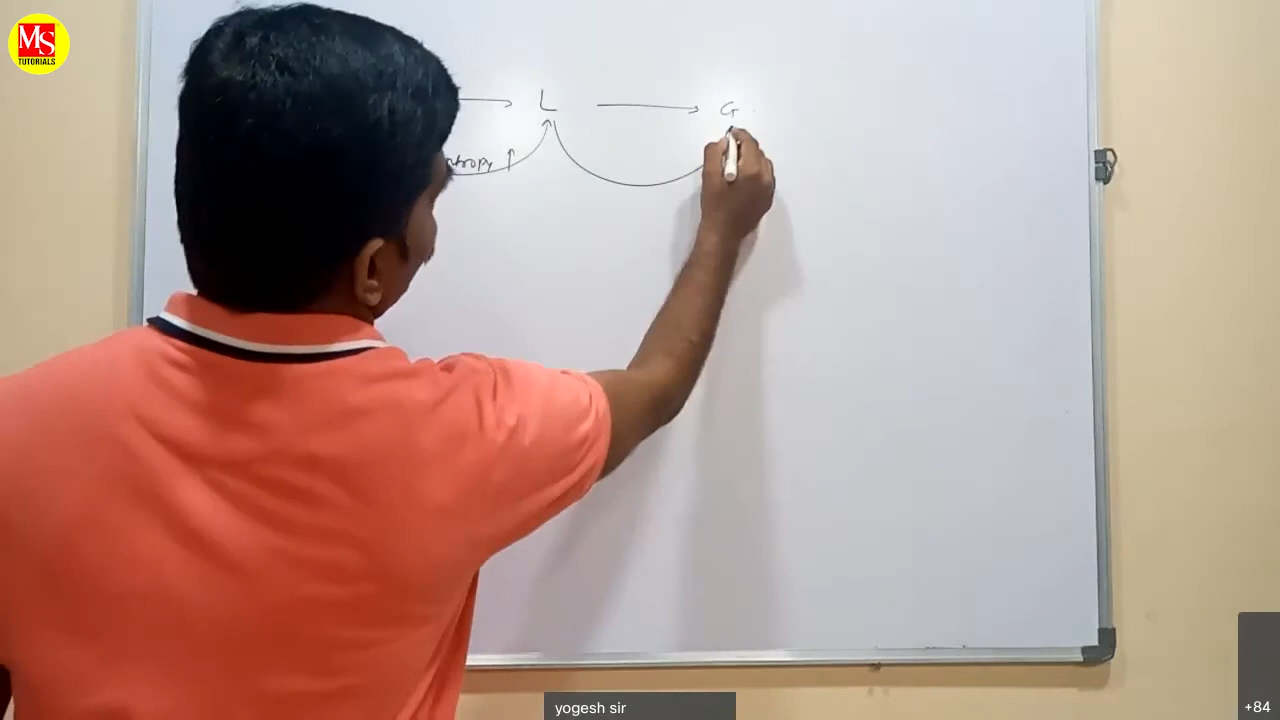 MS
TUTORIALS
→ L → G
tropy ↑
yogesh sir
+84